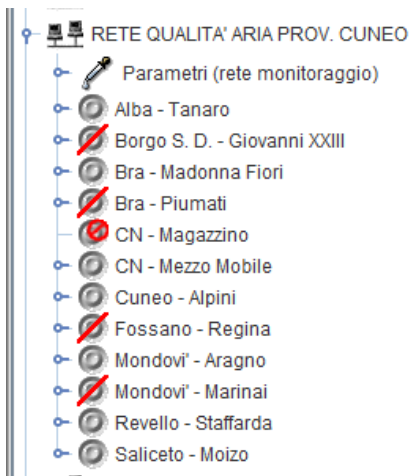 RETE QUALITA' ARIA PROV. CUNEO
Parametri (rete monitoraggio)
Alba - Tanaro
Borgo S. D. - Giovanni XXIII
Bra - Madonna Fiori
Bra - Piumati
CN - Magazzino
CN - Mezzo Mobile
Cuneo - Alpini
Fossano - Regina
Mondovi' - Aragno
Mondovi' - Marinai
Revello - Staffarda
Saliceto - Moizo